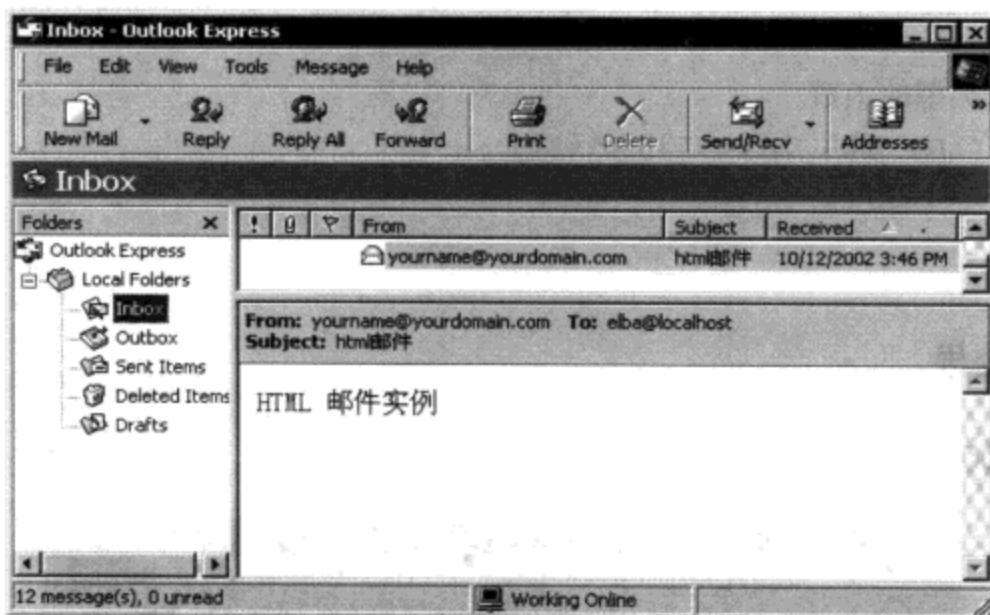 Inbox - Outlook Express
File Edit View Tools Message Help
New Mail Reply Reply All Forward Print Delete Send/Recv Addresses »
Inbox
Folders × ! From Subject Received
Outlook Express
yourname@yourdomain.com html邮件 10/12/2002 3:46 PM
Local Folders
Inbox
Outbox
Sent Items
Deleted Items
Drafts
From: yourname@yourdomain.com To: elba@localhost
Subject: html邮件
HTML 邮件实例
12 message(s), 0 unread Working Online